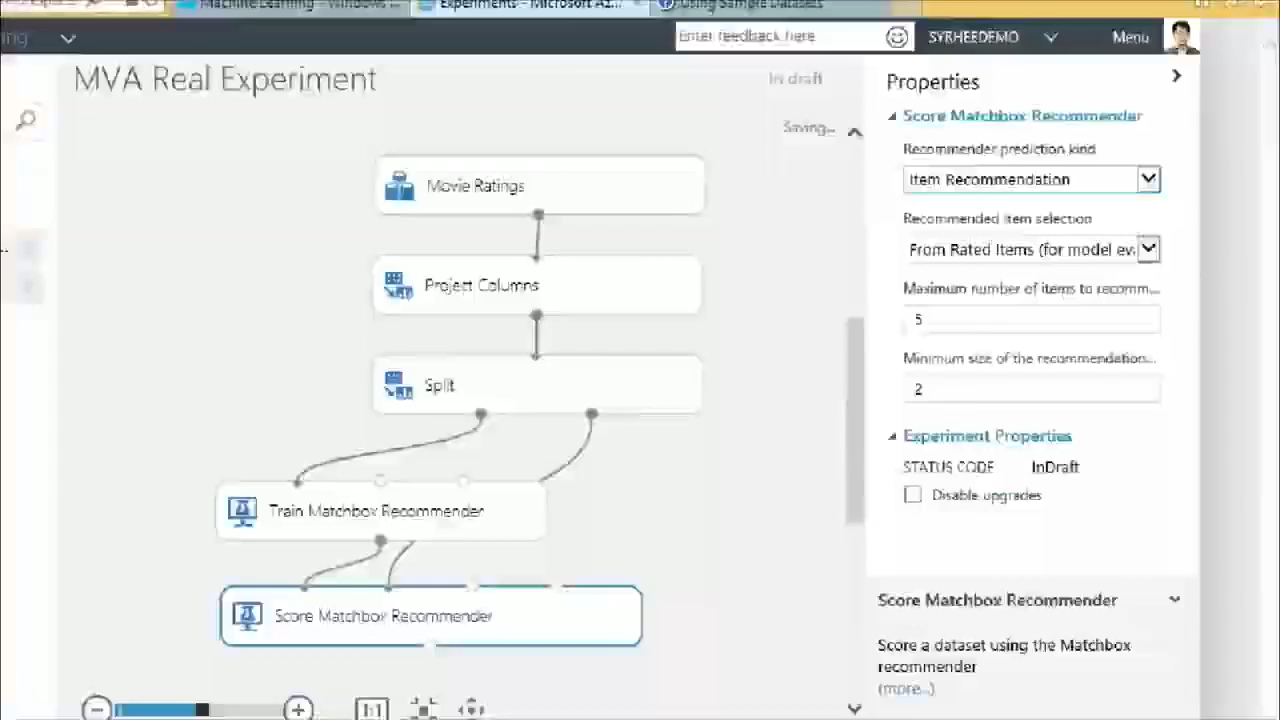 Machine Learning - Windows
Experiments - Microsoft Az...
Using Sample Datasets
ing
Enter feedback here
SYRHEEDEMO
Menu
MVA Real Experiment
In draft
Saving...
Movie Ratings
Project Columns
Split
Train Matchbox Recommender
Score Matchbox Recommender
1:1
Properties
Score Matchbox Recommender
Recommender prediction kind
Item Recommendation
Recommended item selection
From Rated Items (for model ev
Maximum number of items to recomm...
5
Minimum size of the recommendation...
2
Experiment Properties
STATUS CODE InDraft
Disable upgrades
Score Matchbox Recommender
Score a dataset using the Matchbox
recommender
(more...)